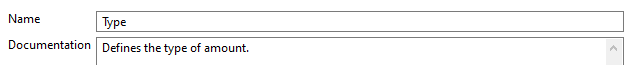 Name Type
Documentation Defines the type of amount.